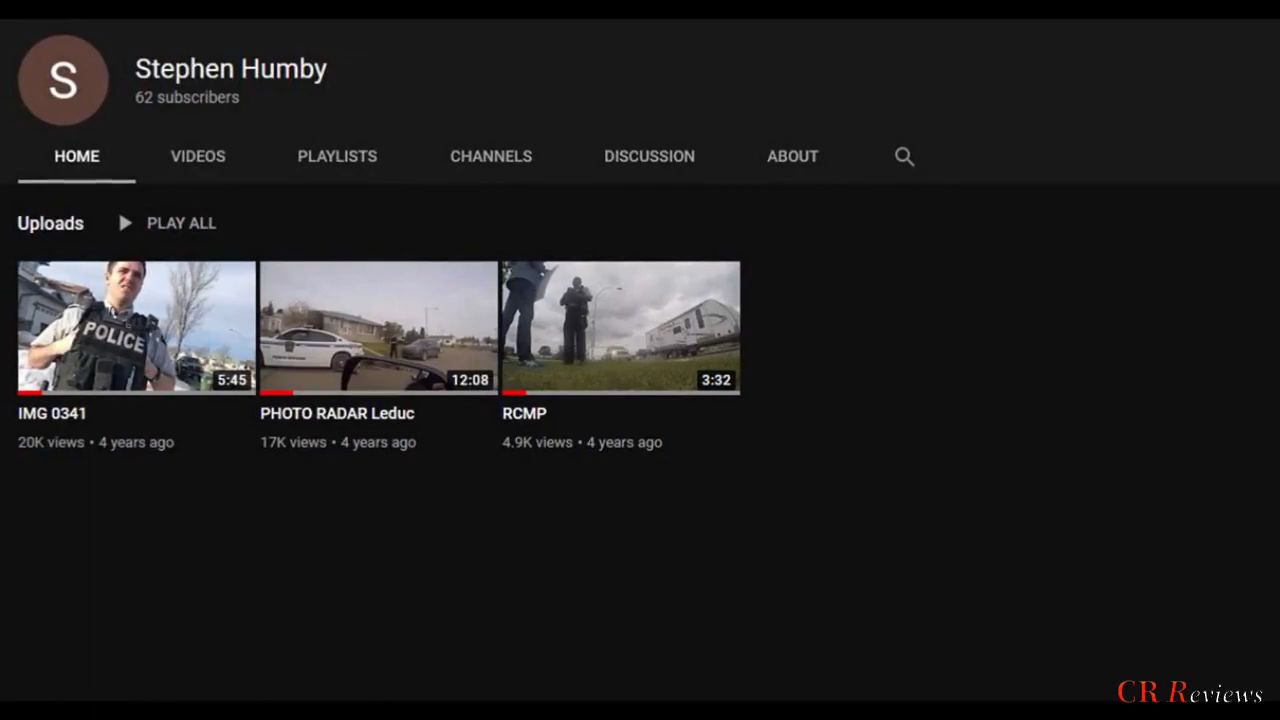 S
Stephen Humby
62 subscribers
HOME VIDEOS PLAYLISTS CHANNELS DISCUSSION ABOUT
Uploads PLAY ALL
POLICE
5:45 12:08 3:32
IMG 0341 PHOTO RADAR Leduc RCMP
20K views • 4 years ago 17K views • 4 years ago 4.9K views • 4 years ago
CR Reviews